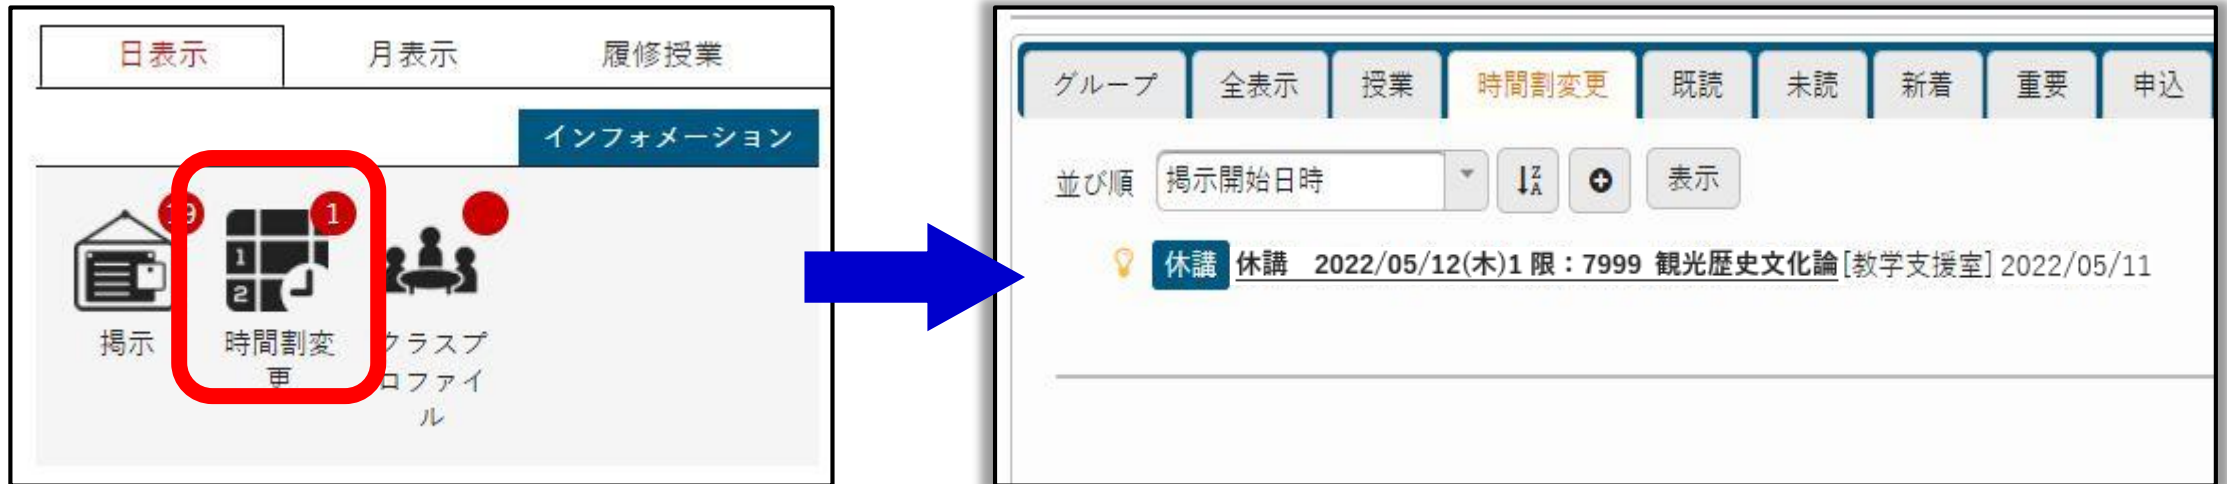 日表示 月表示 履修授業
インフォメーション
19 1
1
2
掲示 時間割変更 クラスプロファイル
グループ 全表示 授業 時間割変更 既読 未読 新着 重要 申込
並び順 掲示開始日時 表示
休講 休講 2022/05/12(木)1 限：7999 観光歴史文化論[教学支援室] 2022/05/11